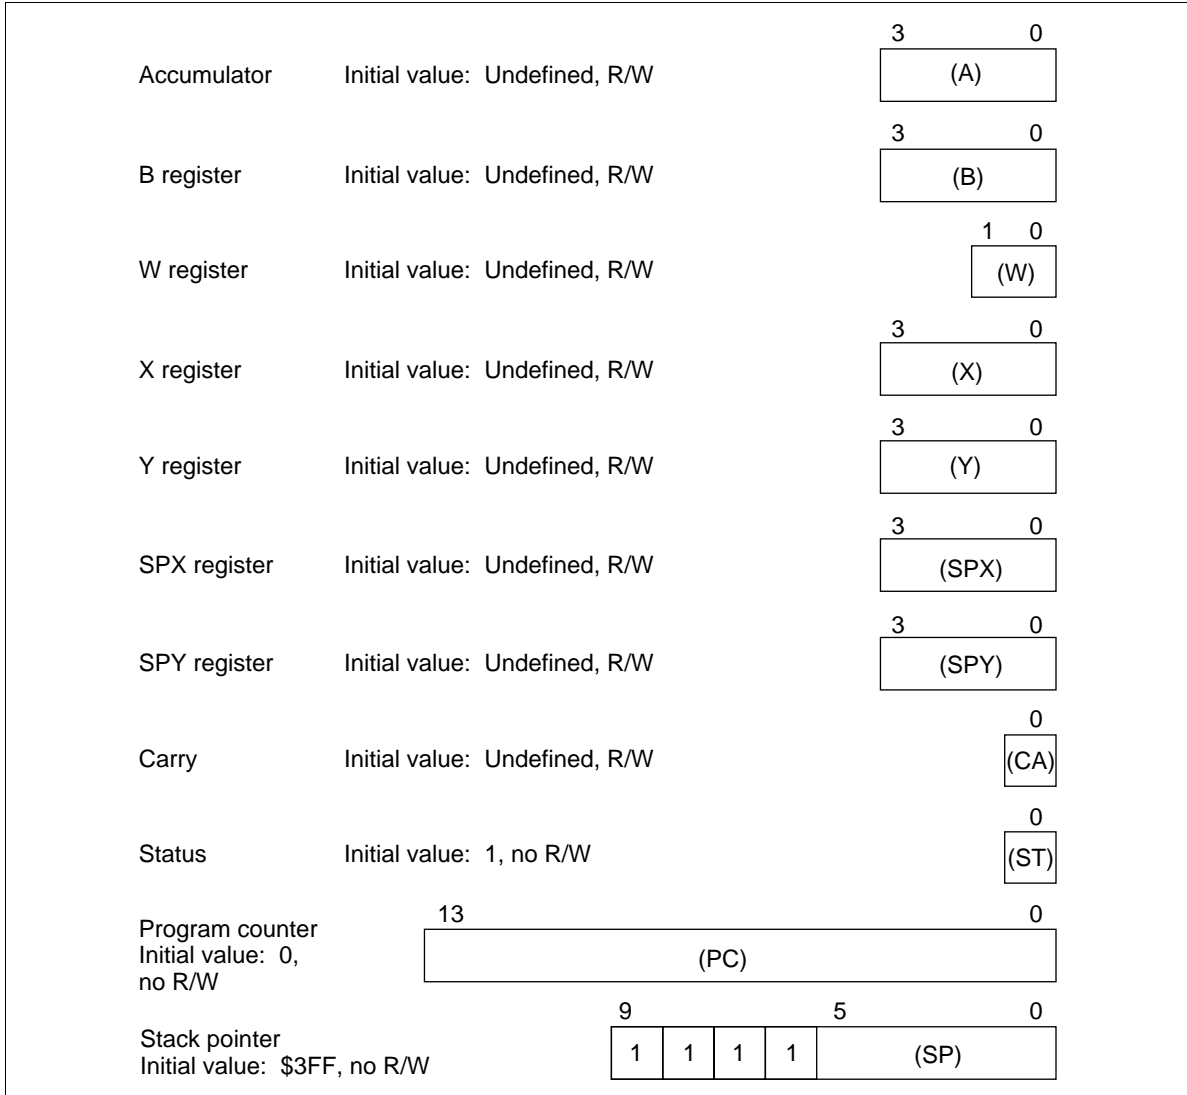 3 0
Accumulator Initial value: Undefined, R/W (A)
3 0
B register Initial value: Undefined, R/W (B)
1 0
W register Initial value: Undefined, R/W (W)
3 0
X register Initial value: Undefined, R/W (X)
3 0
Y register Initial value: Undefined, R/W (Y)
3 0
SPX register Initial value: Undefined, R/W (SPX)
3 0
SPY register Initial value: Undefined, R/W (SPY)
0
Carry Initial value: Undefined, R/W (CA)
0
Status Initial value: 1, no R/W (ST)
13 0
Program counter
Initial value: 0, (PC)
no R/W
9 5 0
Stack pointer
1 1 1 1 (SP)
Initial value: $3FF, no R/W